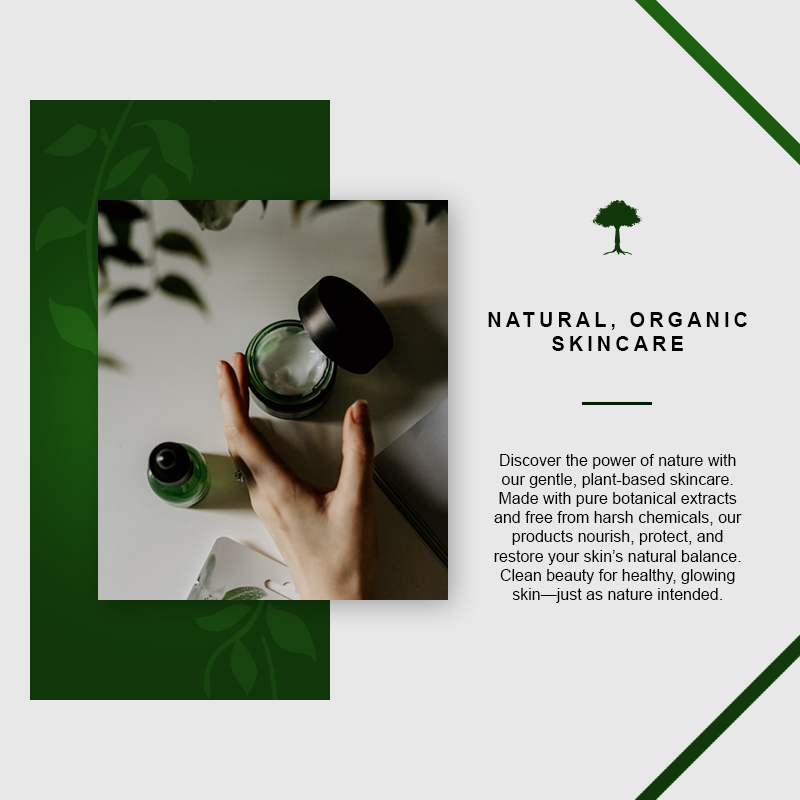 NATURAL, ORGANIC
SKINCARE
Discover the power of nature with
our gentle, plant-based skincare.
Made with pure botanical extracts
and free from harsh chemicals, our
products nourish, protect, and
restore your skin’s natural balance.
Clean beauty for healthy, glowing
skin—just as nature intended.